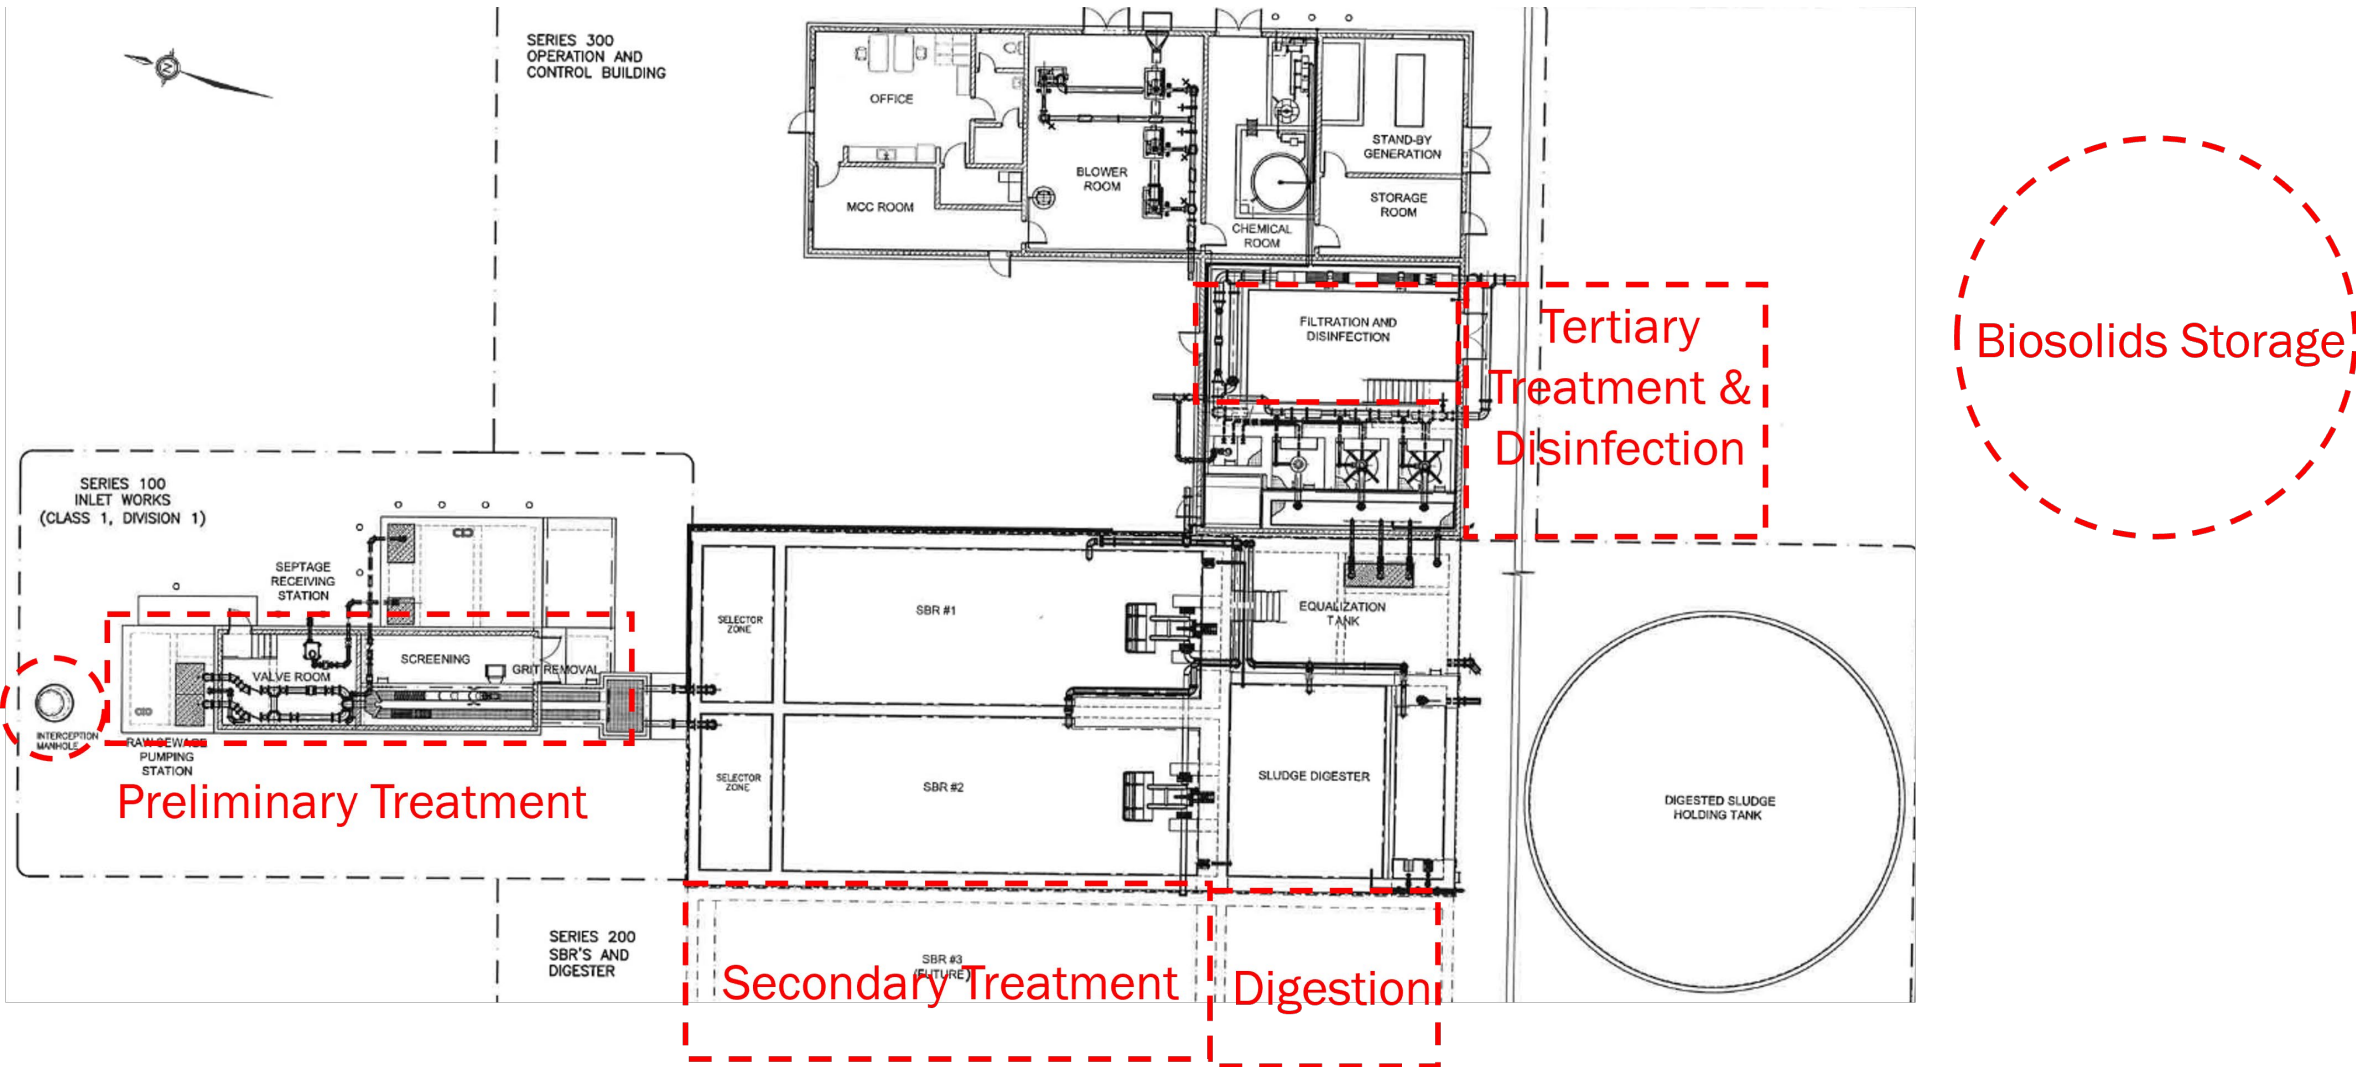 SERIES 300
OPERATION AND
CONTROL BUILDING
N
OFFICE
MCC ROOM
BLOWER
ROOM
CHEMICAL
ROOM
STAND-BY
GENERATION
STORAGE
ROOM
FILTRATION AND
DISINFECTION
Tertiary
Treatment &
Disinfection
Biosolids Storage
SERIES 100
INLET WORKS
(CLASS 1, DIVISION 1)
SEPTAGE
RECEIVING
STATION
SCREENING
GRIT REMOVAL
VALVE ROOM
INTERCEPTION
MANHOLE
RAW SEWAGE
PUMPING
STATION
Preliminary Treatment
SELECTOR
ZONE
SBR #1
EQUALIZATION
TANK
SELECTOR
ZONE
SBR #2
SLUDGE DIGESTER
DIGESTED SLUDGE
HOLDING TANK
SERIES 200
SBR'S AND
DIGESTER
SBR #3
(FUTURE)
Secondary Treatment
Digestion